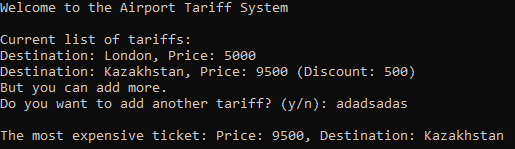 Welcome to the Airport Tariff System
Current list of tariffs:
Destination: London, Price: 5000
Destination: Kazakhstan, Price: 9500 (Discount: 500)
But you can add more.
Do you want to add another tariff? (y/n): adadsadas
The most expensive ticket: Price: 9500, Destination: Kazakhstan